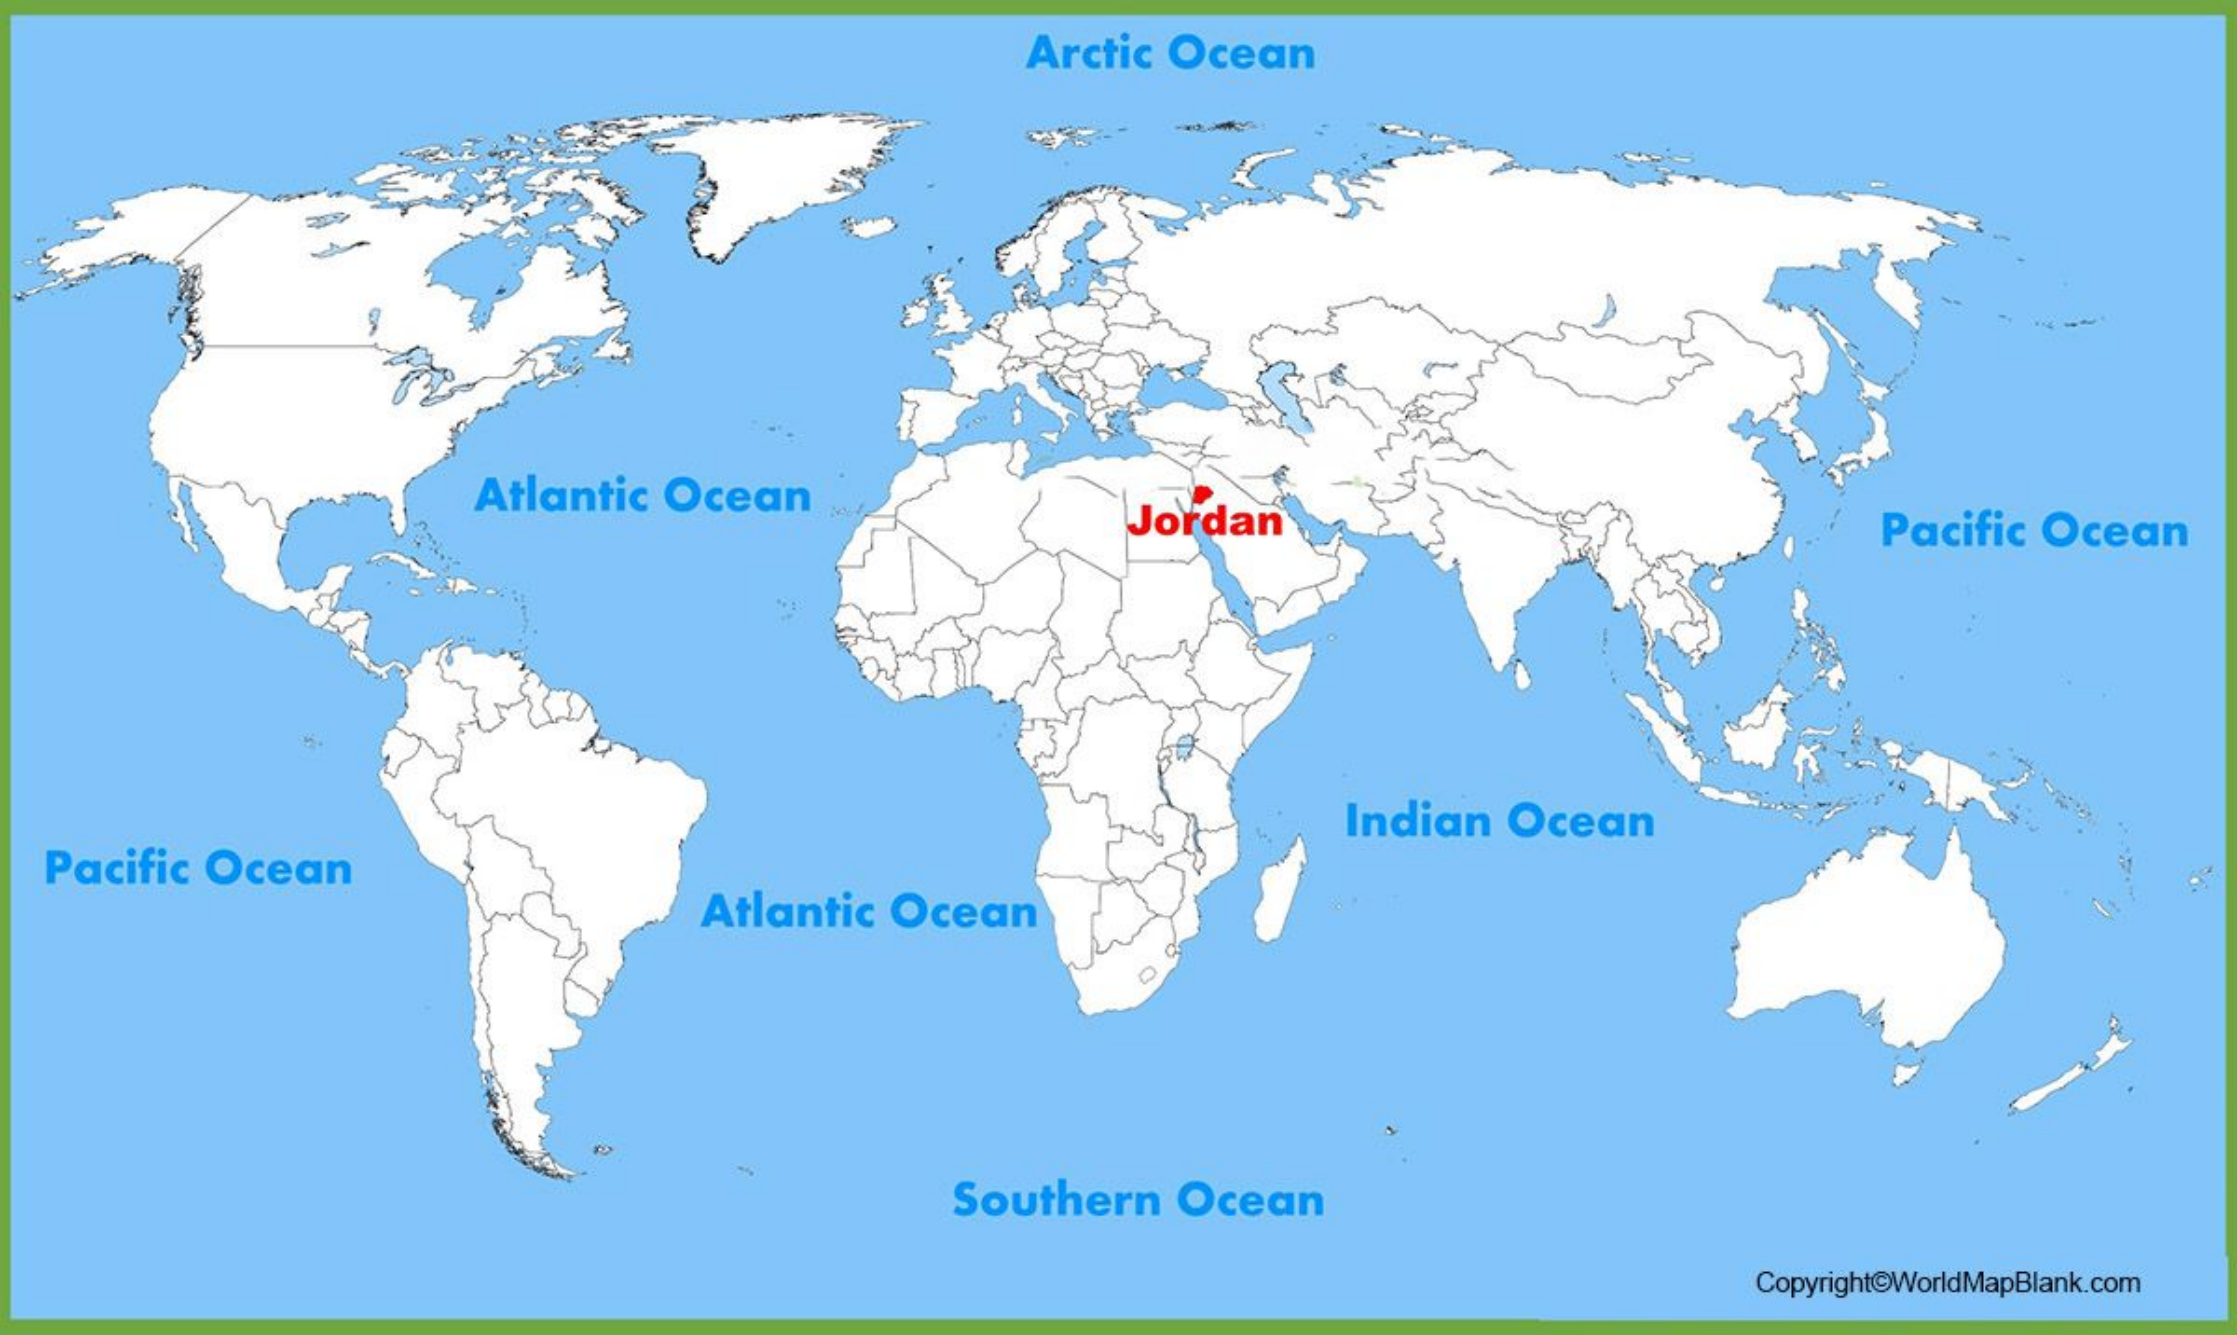 Arctic Ocean
Atlantic Ocean
Jordan
Pacific Ocean
Indian Ocean
Pacific Ocean
Atlantic Ocean
Southern Ocean
Copyright©WorldMapBlank.com